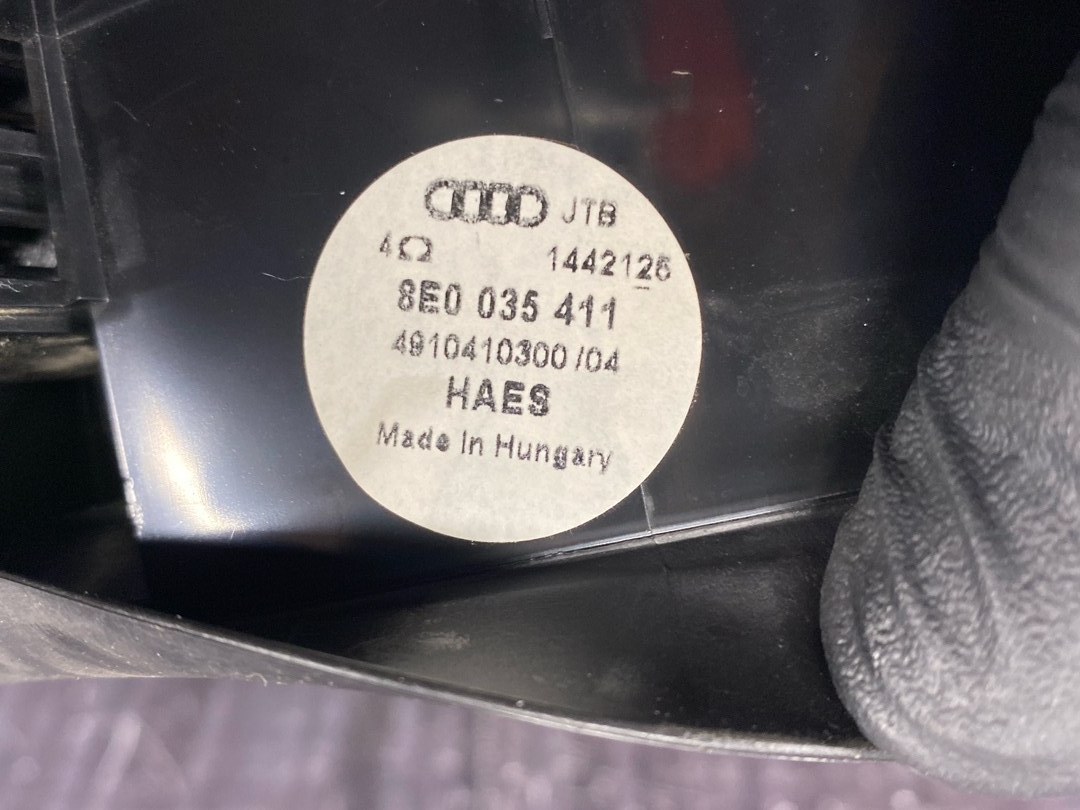 JTB
4Ω 1442125
8E0 035 411
4910410300/04
HAES
Made In Hungary